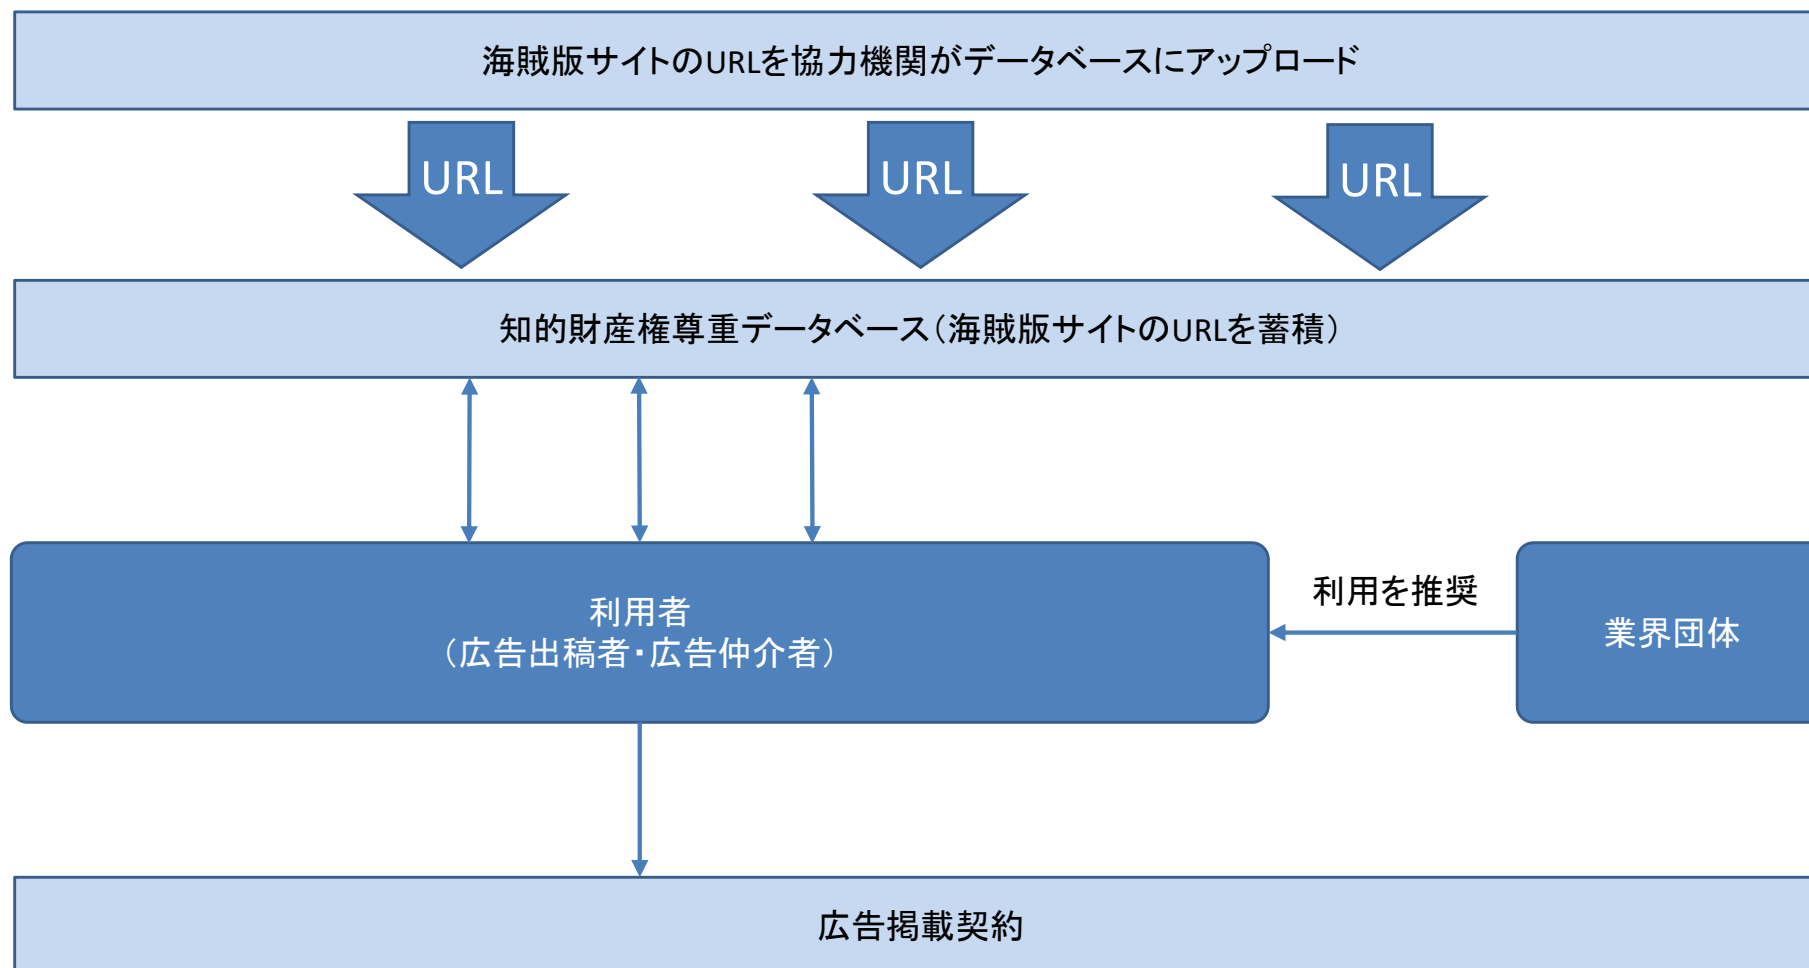 海賊版サイトのURLを協力機関がデータベースにアップロード
URL
URL
URL
知的財産権尊重データベース（海賊版サイトのURLを蓄積）
利用者
（広告出稿者・広告仲介者）
利用を推奨
業界団体
広告掲載契約